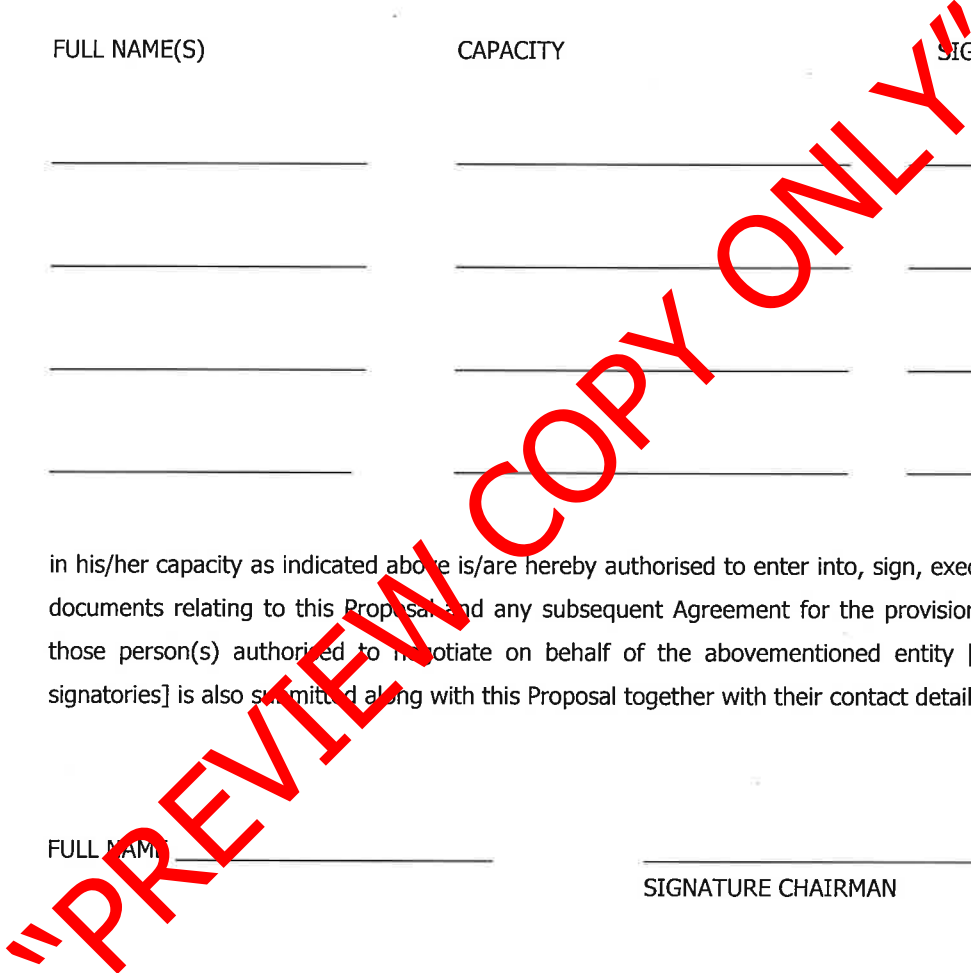 FULL NAME(S) CAPACITY SIG
in his/her capacity as indicated above is/are hereby authorised to enter into, sign, exec
documents relating to this Proposal and any subsequent Agreement for the provision
those person(s) authorised to negotiate on behalf of the abovementioned entity [
signatories] is also submitted along with this Proposal together with their contact detail
FULL NAME
SIGNATURE CHAIRMAN
"PREVIEW COPY ONLY"